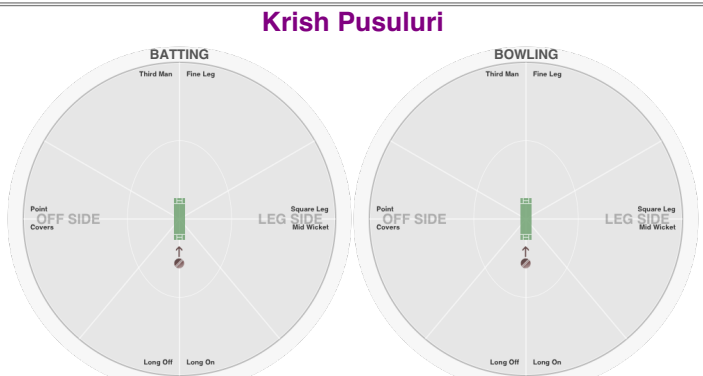 Krish Pusuluri
BATTING
Third Man Fine Leg
Point
OFF SIDE
Covers
Square Leg
LEG SIDE
Mid Wicket
Long Off Long On
BOWLING
Third Man Fine Leg
Point
OFF SIDE
Covers
Square Leg
LEG SIDE
Mid Wicket
Long Off Long On